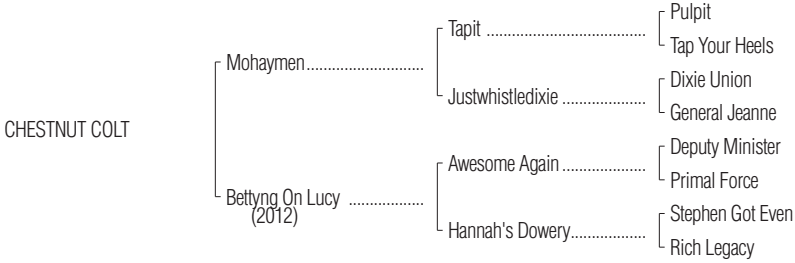 Pulpit
Tapit
Tap Your Heels
Mohaymen
Dixie Union
Justwhistledixie
General Jeanne
CHESTNUT COLT
Deputy Minister
Awesome Again
Primal Force
Bettyng On Lucy
(2012)
Stephen Got Even
Hannah's Dowery
Rich Legacy